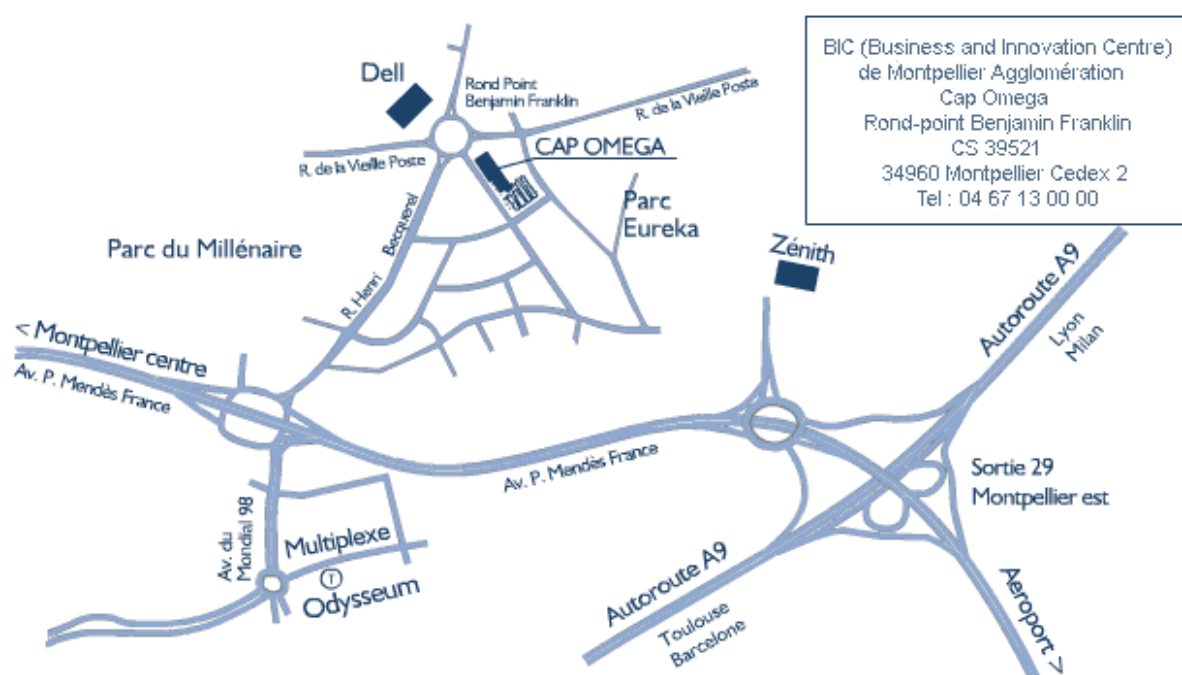 BIC (Business and Innovation Centre)
de Montpellier Agglomération
Cap Omega
Rond-point Benjamin Franklin
CS 39521
34960 Montpellier Cedex 2
Tel : 04 67 13 00 00
Dell
Rond Point
Benjamin Franklin
R. de la Vieille Poste
R. de la Vieille Poste
CAP OMEGA
Parc
Eureka
Parc du Millénaire
R. Henri Becquerel
Zénith
Autoroute A9
Lyon
Milan
< Montpellier centre
Av. P. Mendès France
Av. P. Mendès France
Sortie 29
Montpellier est
Av. du
Mondial 98
Multiplexe
T
Odysseum
Autoroute A9
Toulouse
Barcelone
Aeroport >